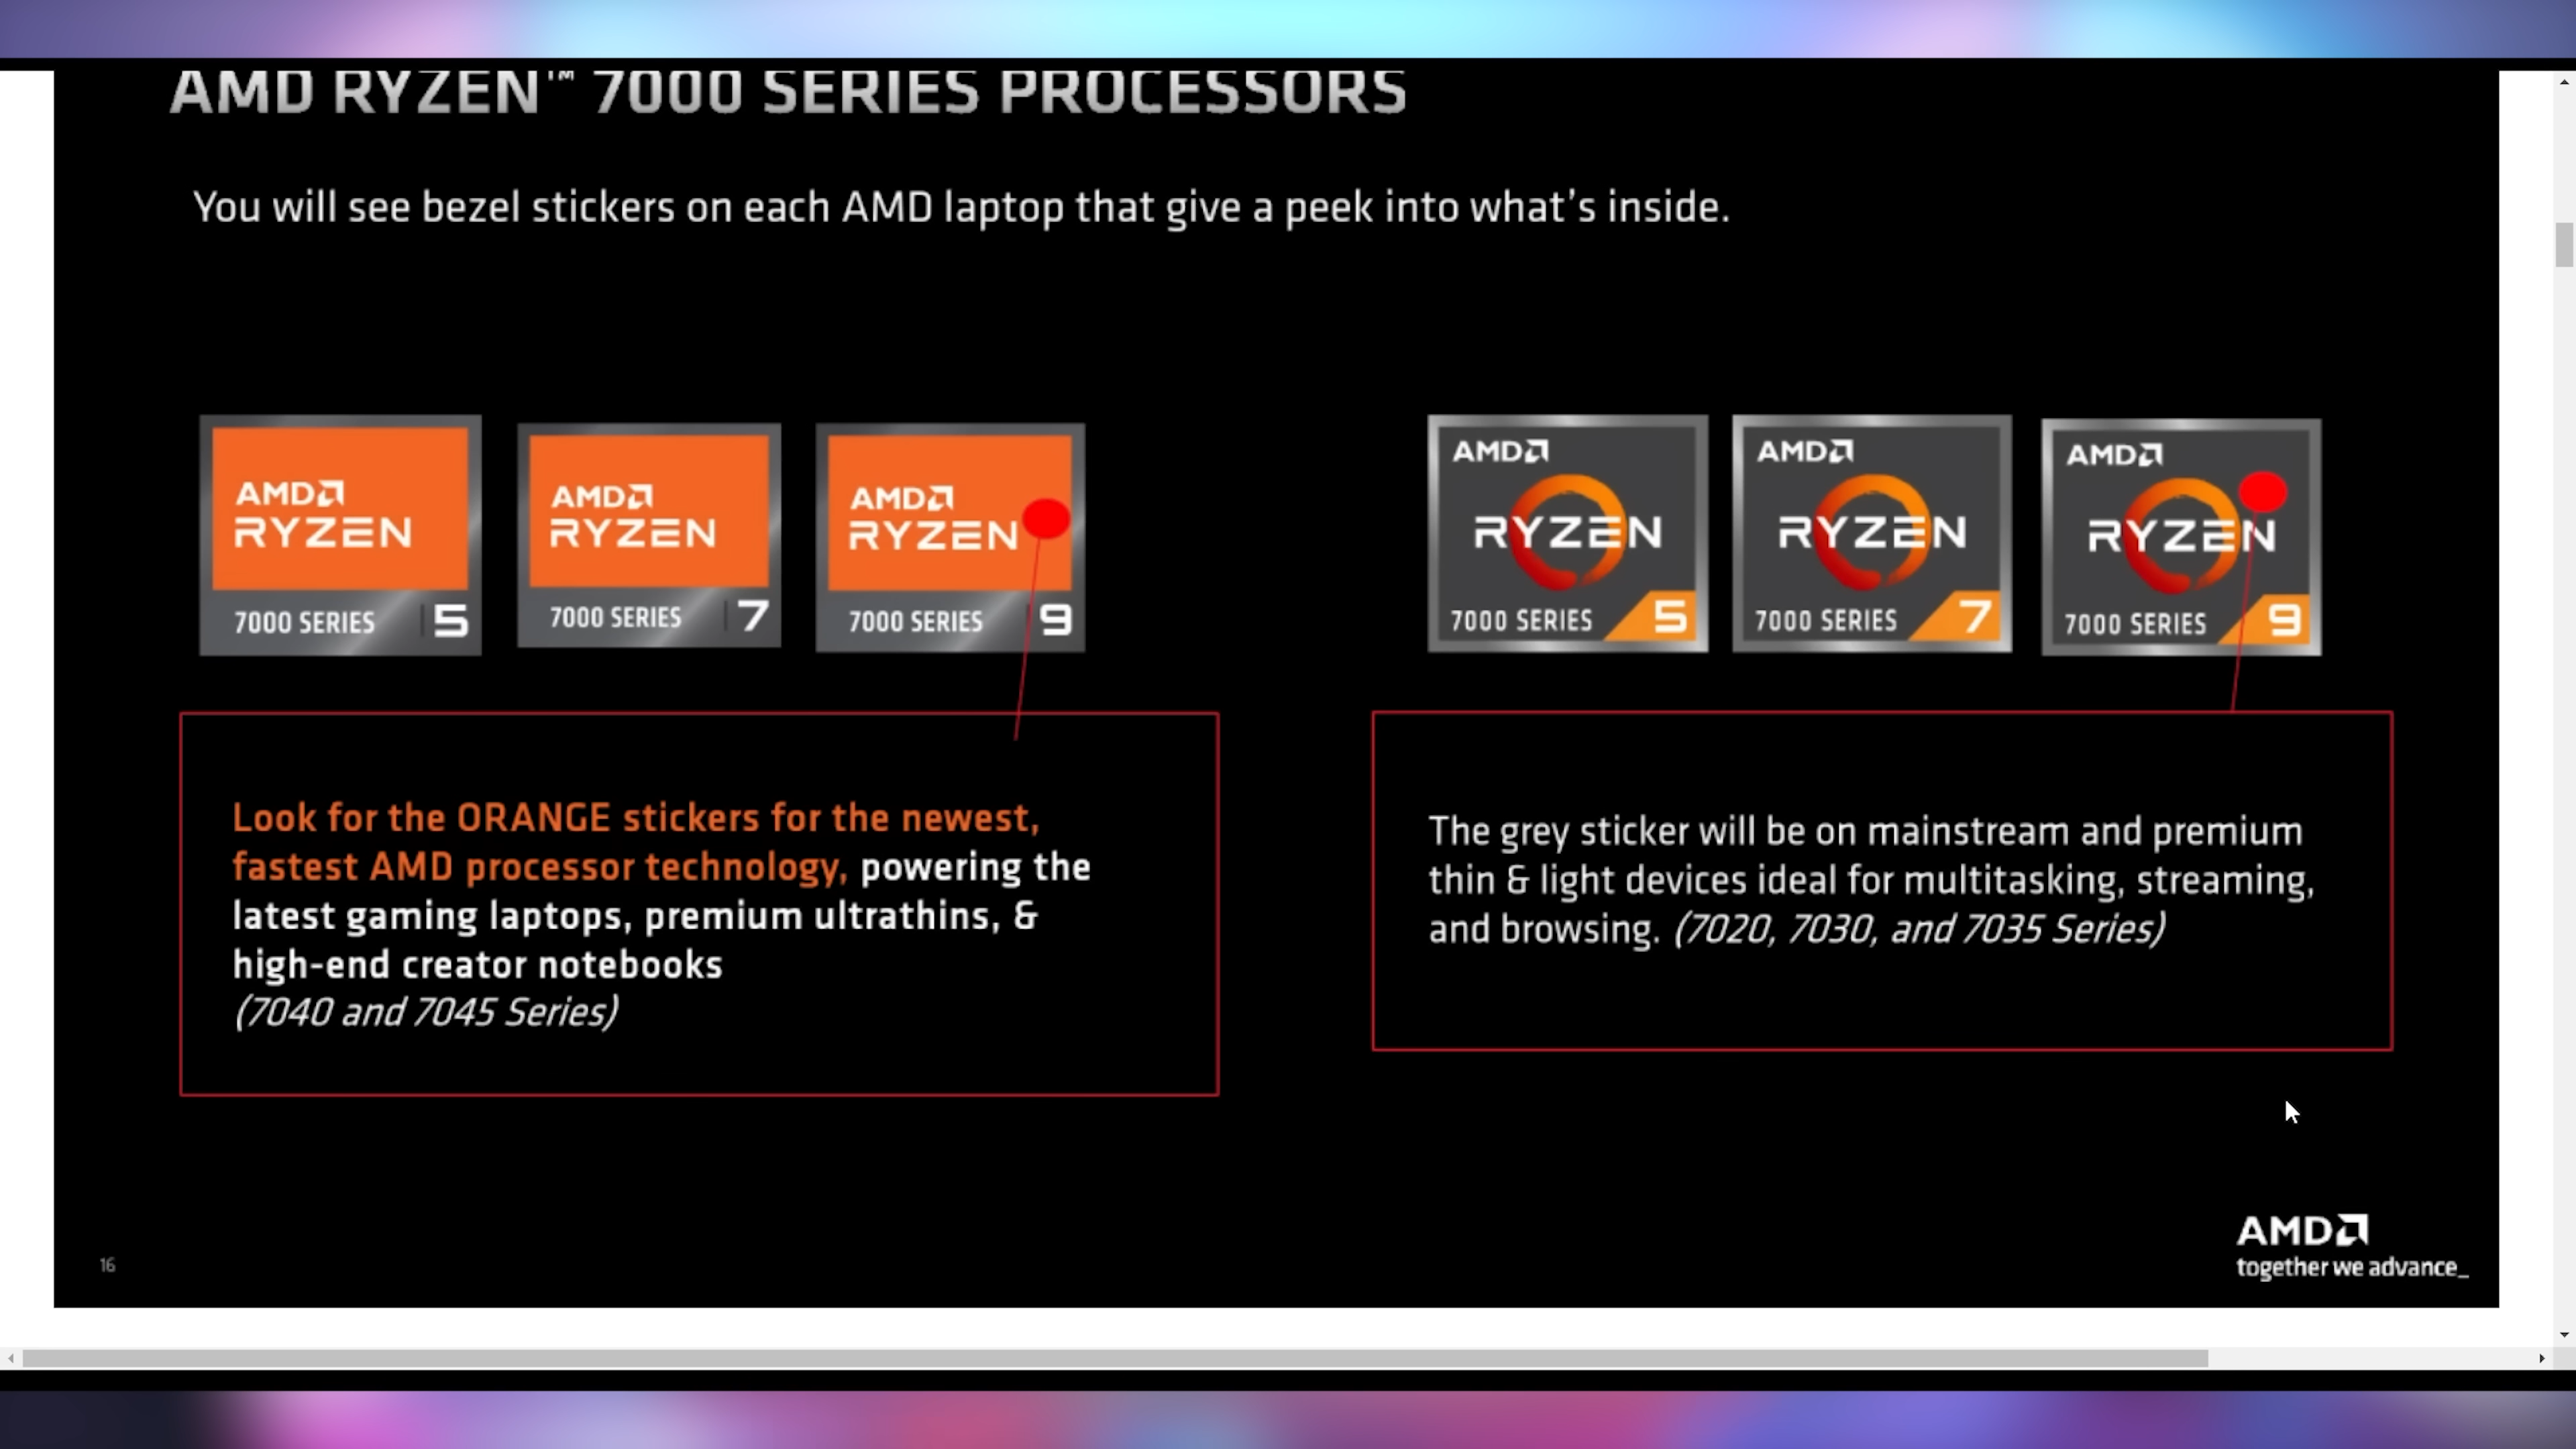 AMD RYZEN™ 7000 SERIES PROCESSORS
You will see bezel stickers on each AMD laptop that give a peek into what's inside.
AMD
RYZEN
7000 SERIES 5
AMD
RYZEN
7000 SERIES 7
AMD
RYZEN
7000 SERIES 9
AMD
RYZEN
7000 SERIES 5
AMD
RYZEN
7000 SERIES 7
AMD
RYZEN
7000 SERIES 9
Look for the ORANGE stickers for the newest,
fastest AMD processor technology, powering the
latest gaming laptops, premium ultrathins, &
high-end creator notebooks
(7040 and 7045 Series)
The grey sticker will be on mainstream and premium
thin & light devices ideal for multitasking, streaming,
and browsing. (7020, 7030, and 7035 Series)
16
AMD
together we advance_